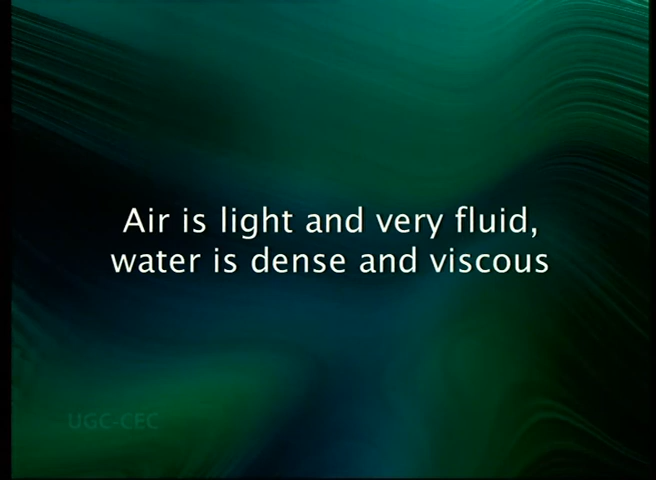 Air is light and very fluid,
water is dense and viscous
UGC-CEC